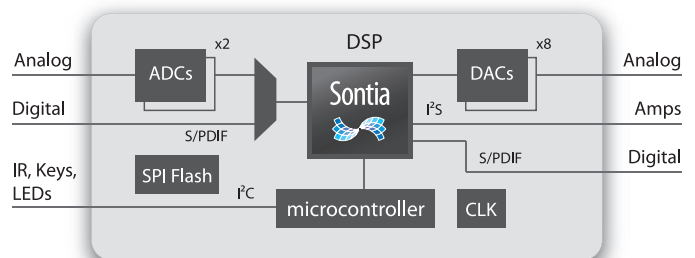 DSP
x2
x8
Analog
ADCs
DACs
Analog
Sontia
Digital
I²S
Amps
S/PDIF
S/PDIF
Digital
IR, Keys,
LEDs
SPI Flash
I²C
microcontroller
CLK